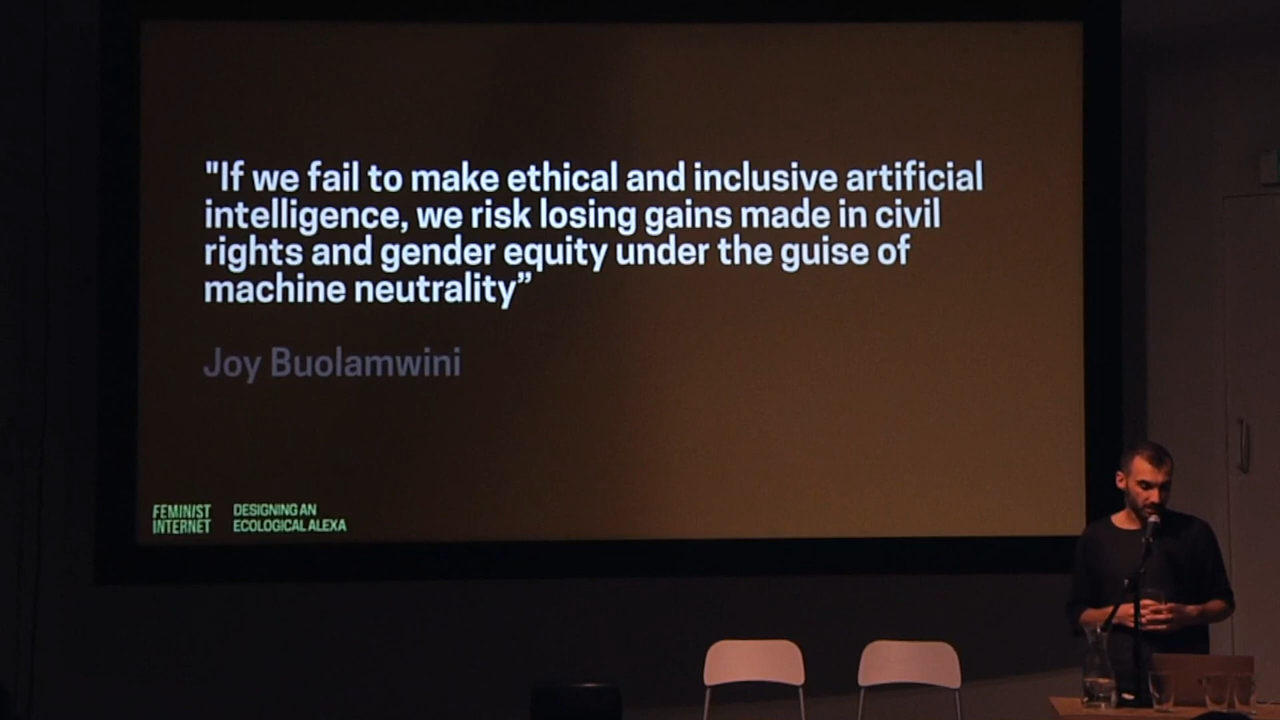 "If we fail to make ethical and inclusive artificial
intelligence, we risk losing gains made in civil
rights and gender equity under the guise of
machine neutrality”
Joy Buolamwini
FEMINIST
INTERNET
DESIGNING AN
ECOLOGICAL ALEXA